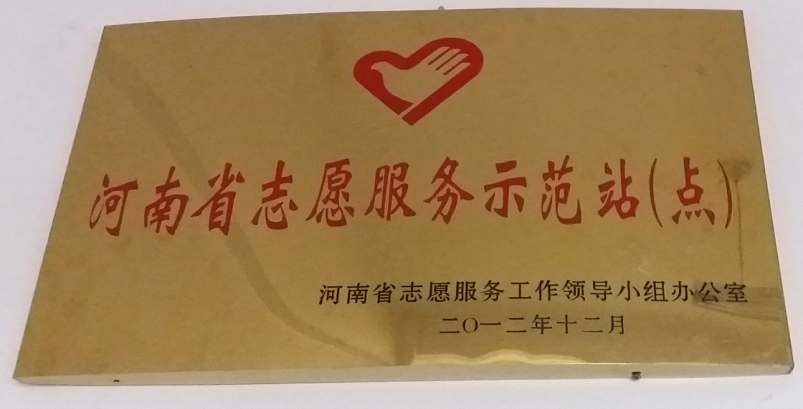 河南省志愿服务示范站(点)
河南省志愿服务工作领导小组办公室
二〇一二年十二月